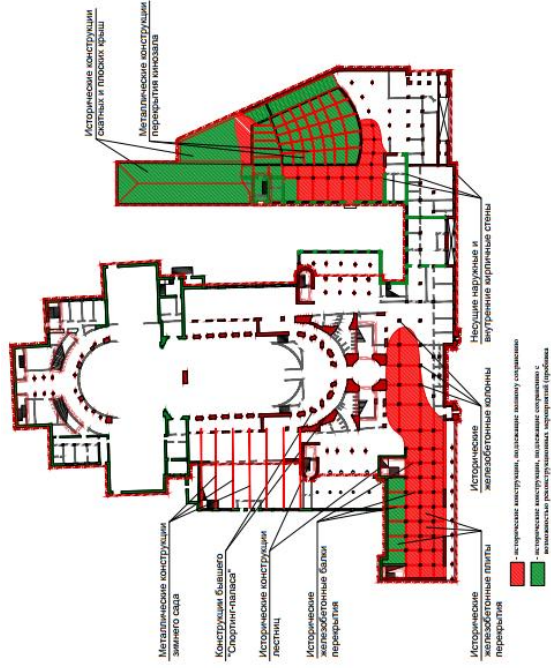 Исторические конструкции
скатных и плоских крыш
Металлические конструкции
перекрытия кинозала
Металлические конструкции
зимнего сада
Конструкции бывшего
"Спортинг-паласа"
Исторические конструкции
лестниц
Исторические
железобетонные балки
перекрытия
Исторические
железобетонные плиты
перекрытия
Исторические
железобетонные колонны
Несущие наружные и
внутренние кирпичные стены
- исторические конструкции, подлежащие полному сохранению
- исторические конструкции, подлежащие сохранению с
возможностью реконструкционных мероприятий (пробивка